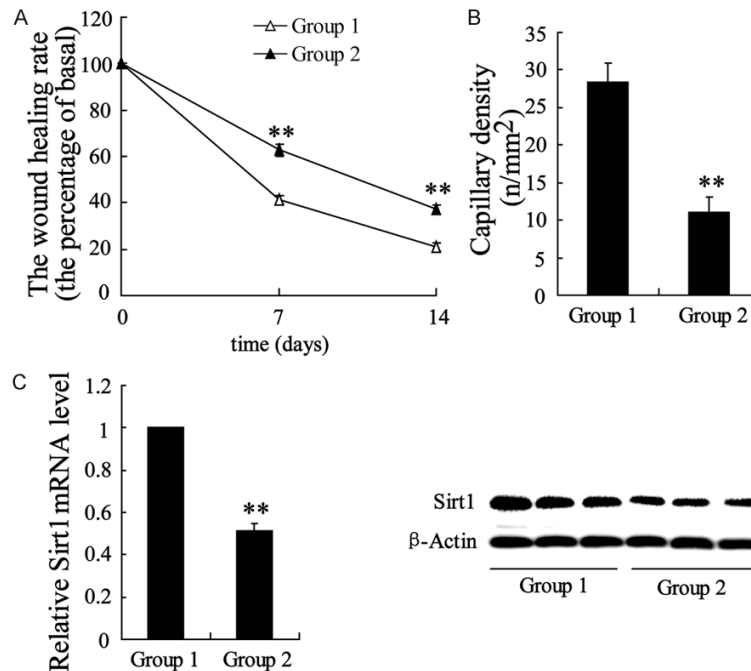 A
The wound healing rate
(the percentage of basal)
120
100
80
60
40
20
0
Group 1
Group 2
**
**
0
7
14
time (days)
B
Capillary density
(n/mm2)
35
30
25
20
15
10
5
0
**
Group 1
Group 2
C
Relative Sirt1 mRNA level
1.2
1
0.8
0.6
0.4
0.2
0
**
Group 1
Group 2
Sirt1
β-Actin
Group 1
Group 2